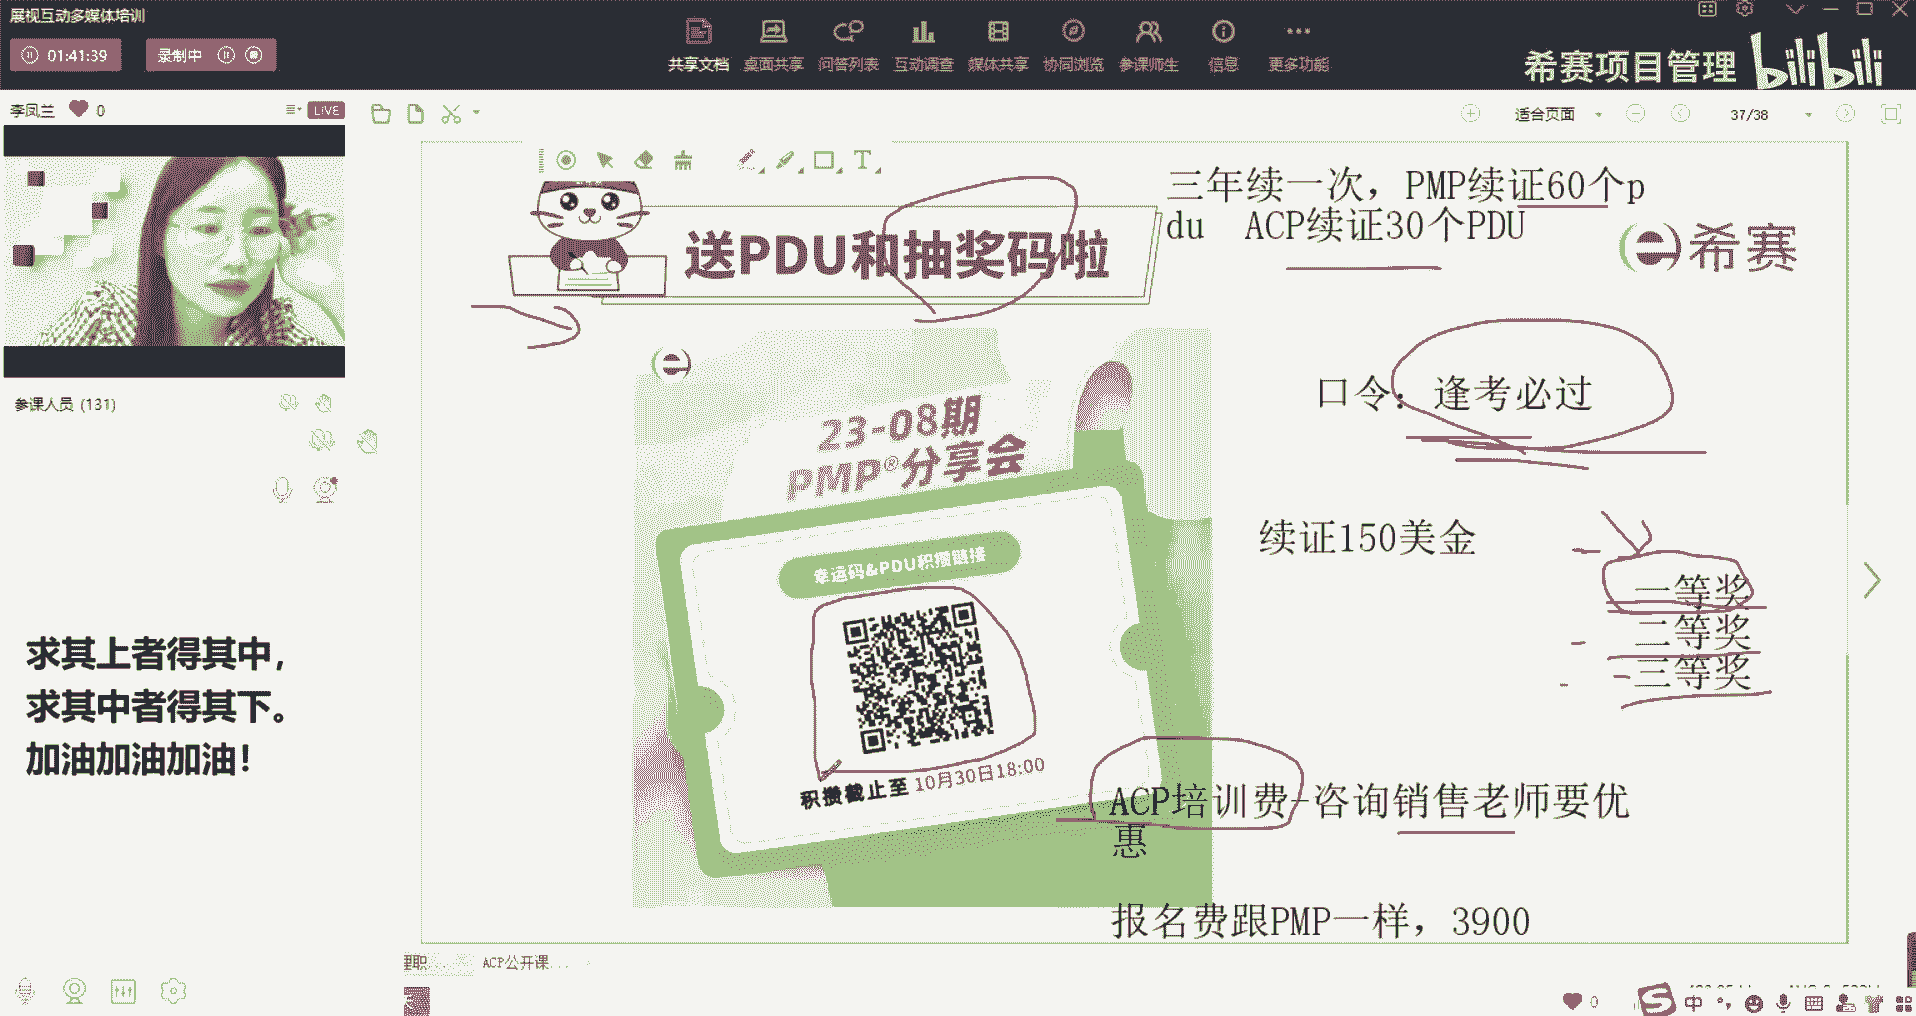 展视互动多媒体培训
01:41:39
录制中
共享文档 桌面共享 问答列表 互动调查 媒体共享 协同浏览 参课师生 信息 更多功能
希赛项目管理 bilibili
李凤兰 0 LIVE
适合页面 37/38
参课人员 (131)
求其上者得其中，
求其中者得其下。
加油加油加油！
送PDU和抽奖码啦
三年续一次，PMP续证60个p
du ACP续证30个PDU
希赛
口令：逢考必过
23-08期
PMP®分享会
幸运码&PDU积攒链接
积攒截止至 10月30日18:00
续证150美金
一等奖
二等奖
三等奖
ACP培训费-咨询销售老师要优
惠
报名费跟PMP一样，3900
ACP公开课...
0
中